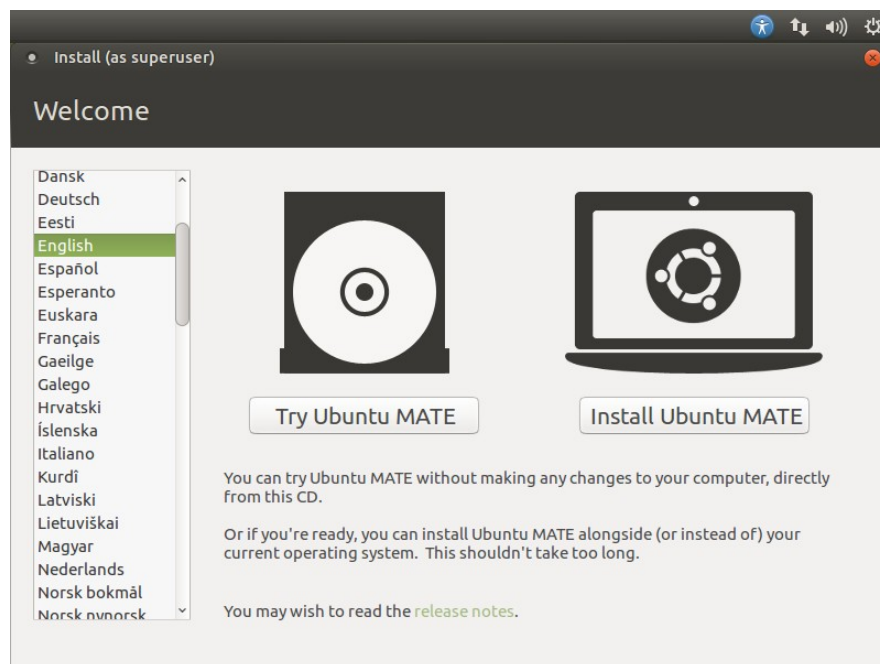 Install (as superuser)
Welcome
Dansk
Deutsch
Eesti
English
Español
Esperanto
Euskara
Français
Gaeilge
Galego
Hrvatski
Íslenska
Italiano
Kurdî
Latviski
Lietuviškai
Magyar
Nederlands
Norsk bokmål
Norsk nynorsk
Try Ubuntu MATE
Install Ubuntu MATE
You can try Ubuntu MATE without making any changes to your computer, directly
from this CD.
Or if you're ready, you can install Ubuntu MATE alongside (or instead of) your
current operating system. This shouldn't take too long.
You may wish to read the release notes.